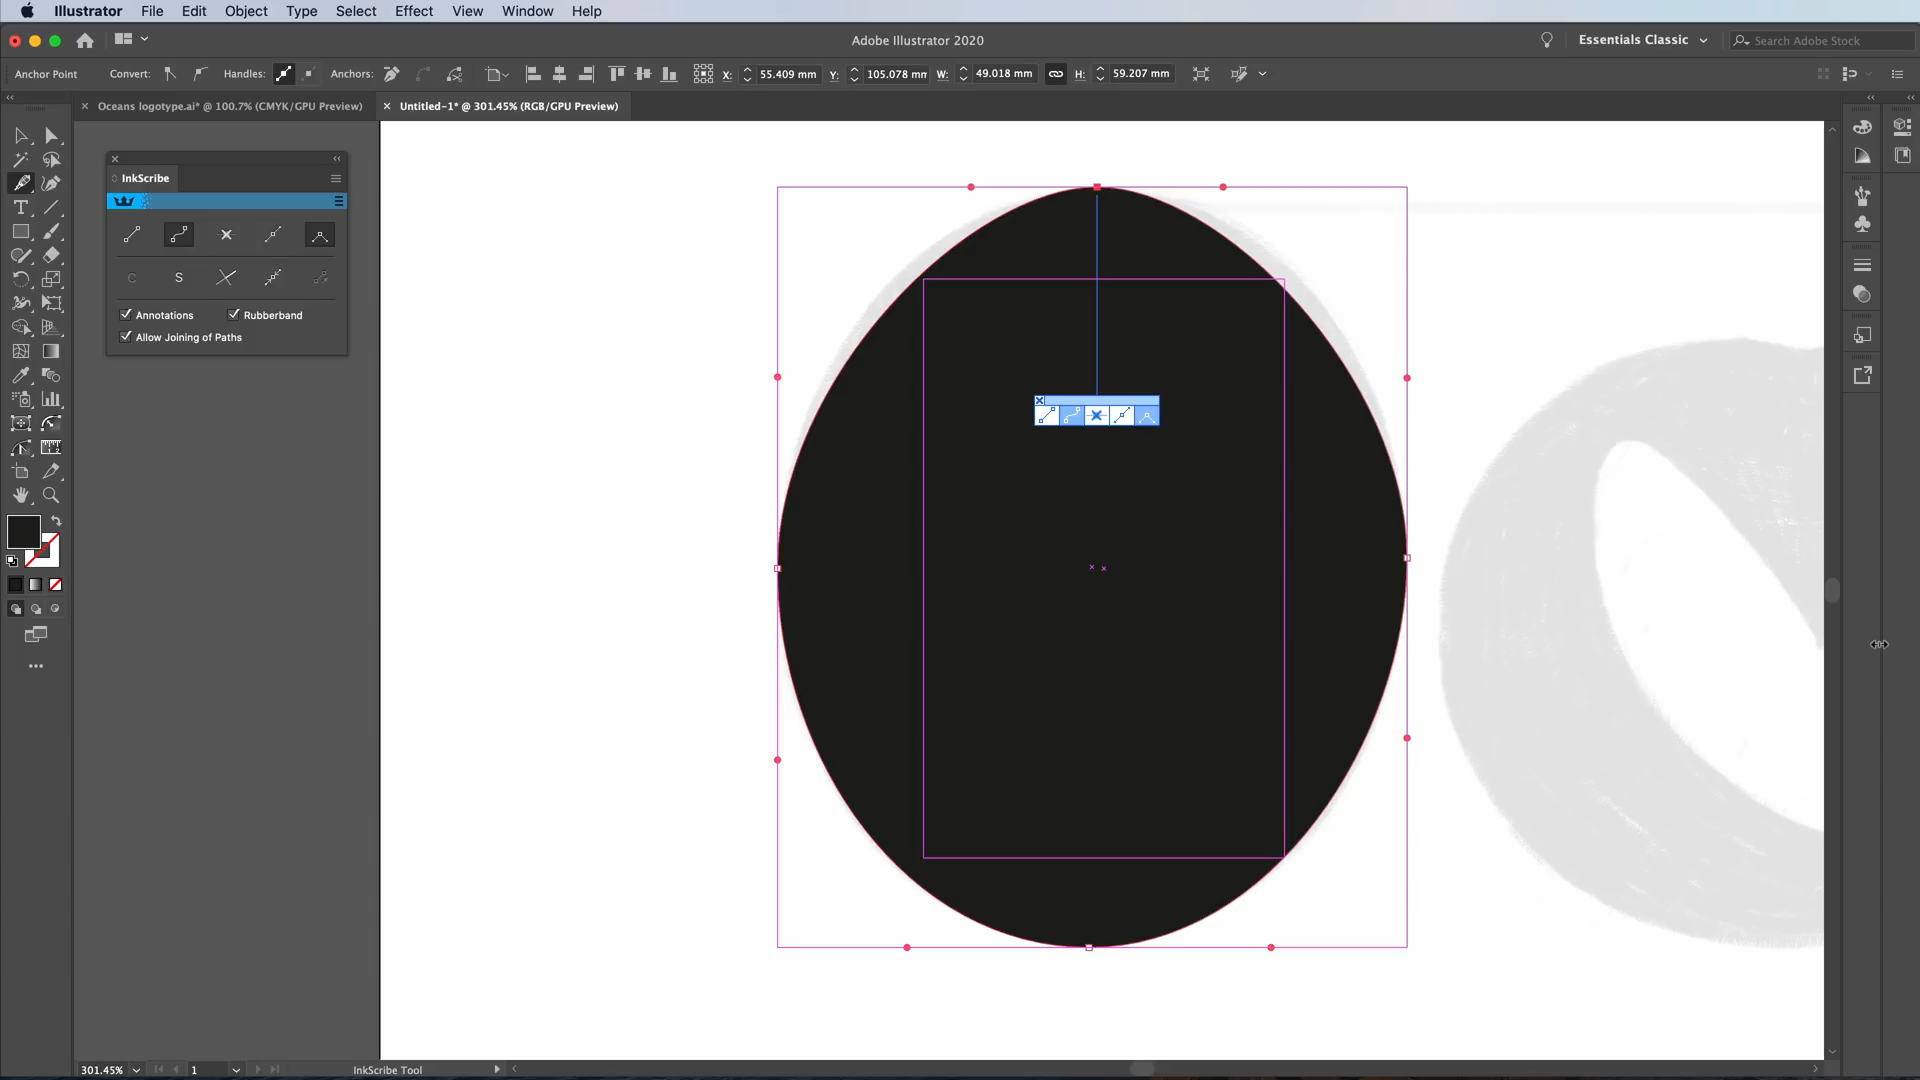 Illustrator File Edit Object Type Select Effect View Window Help
Adobe Illustrator 2020
Essentials Classic
Search Adobe Stock
Anchor Point Convert: Handles: Anchors: X: 55.409 mm Y: 105.078 mm W: 49.018 mm H: 59.207 mm
Oceans logotype.ai* @ 100.7% (CMYK/GPU Preview) Untitled-1* @ 301.45% (RGB/GPU Preview)
InkScribe
C S
Annotations Rubberband
Allow Joining of Paths
T
301.45% 1 InkScribe Tool